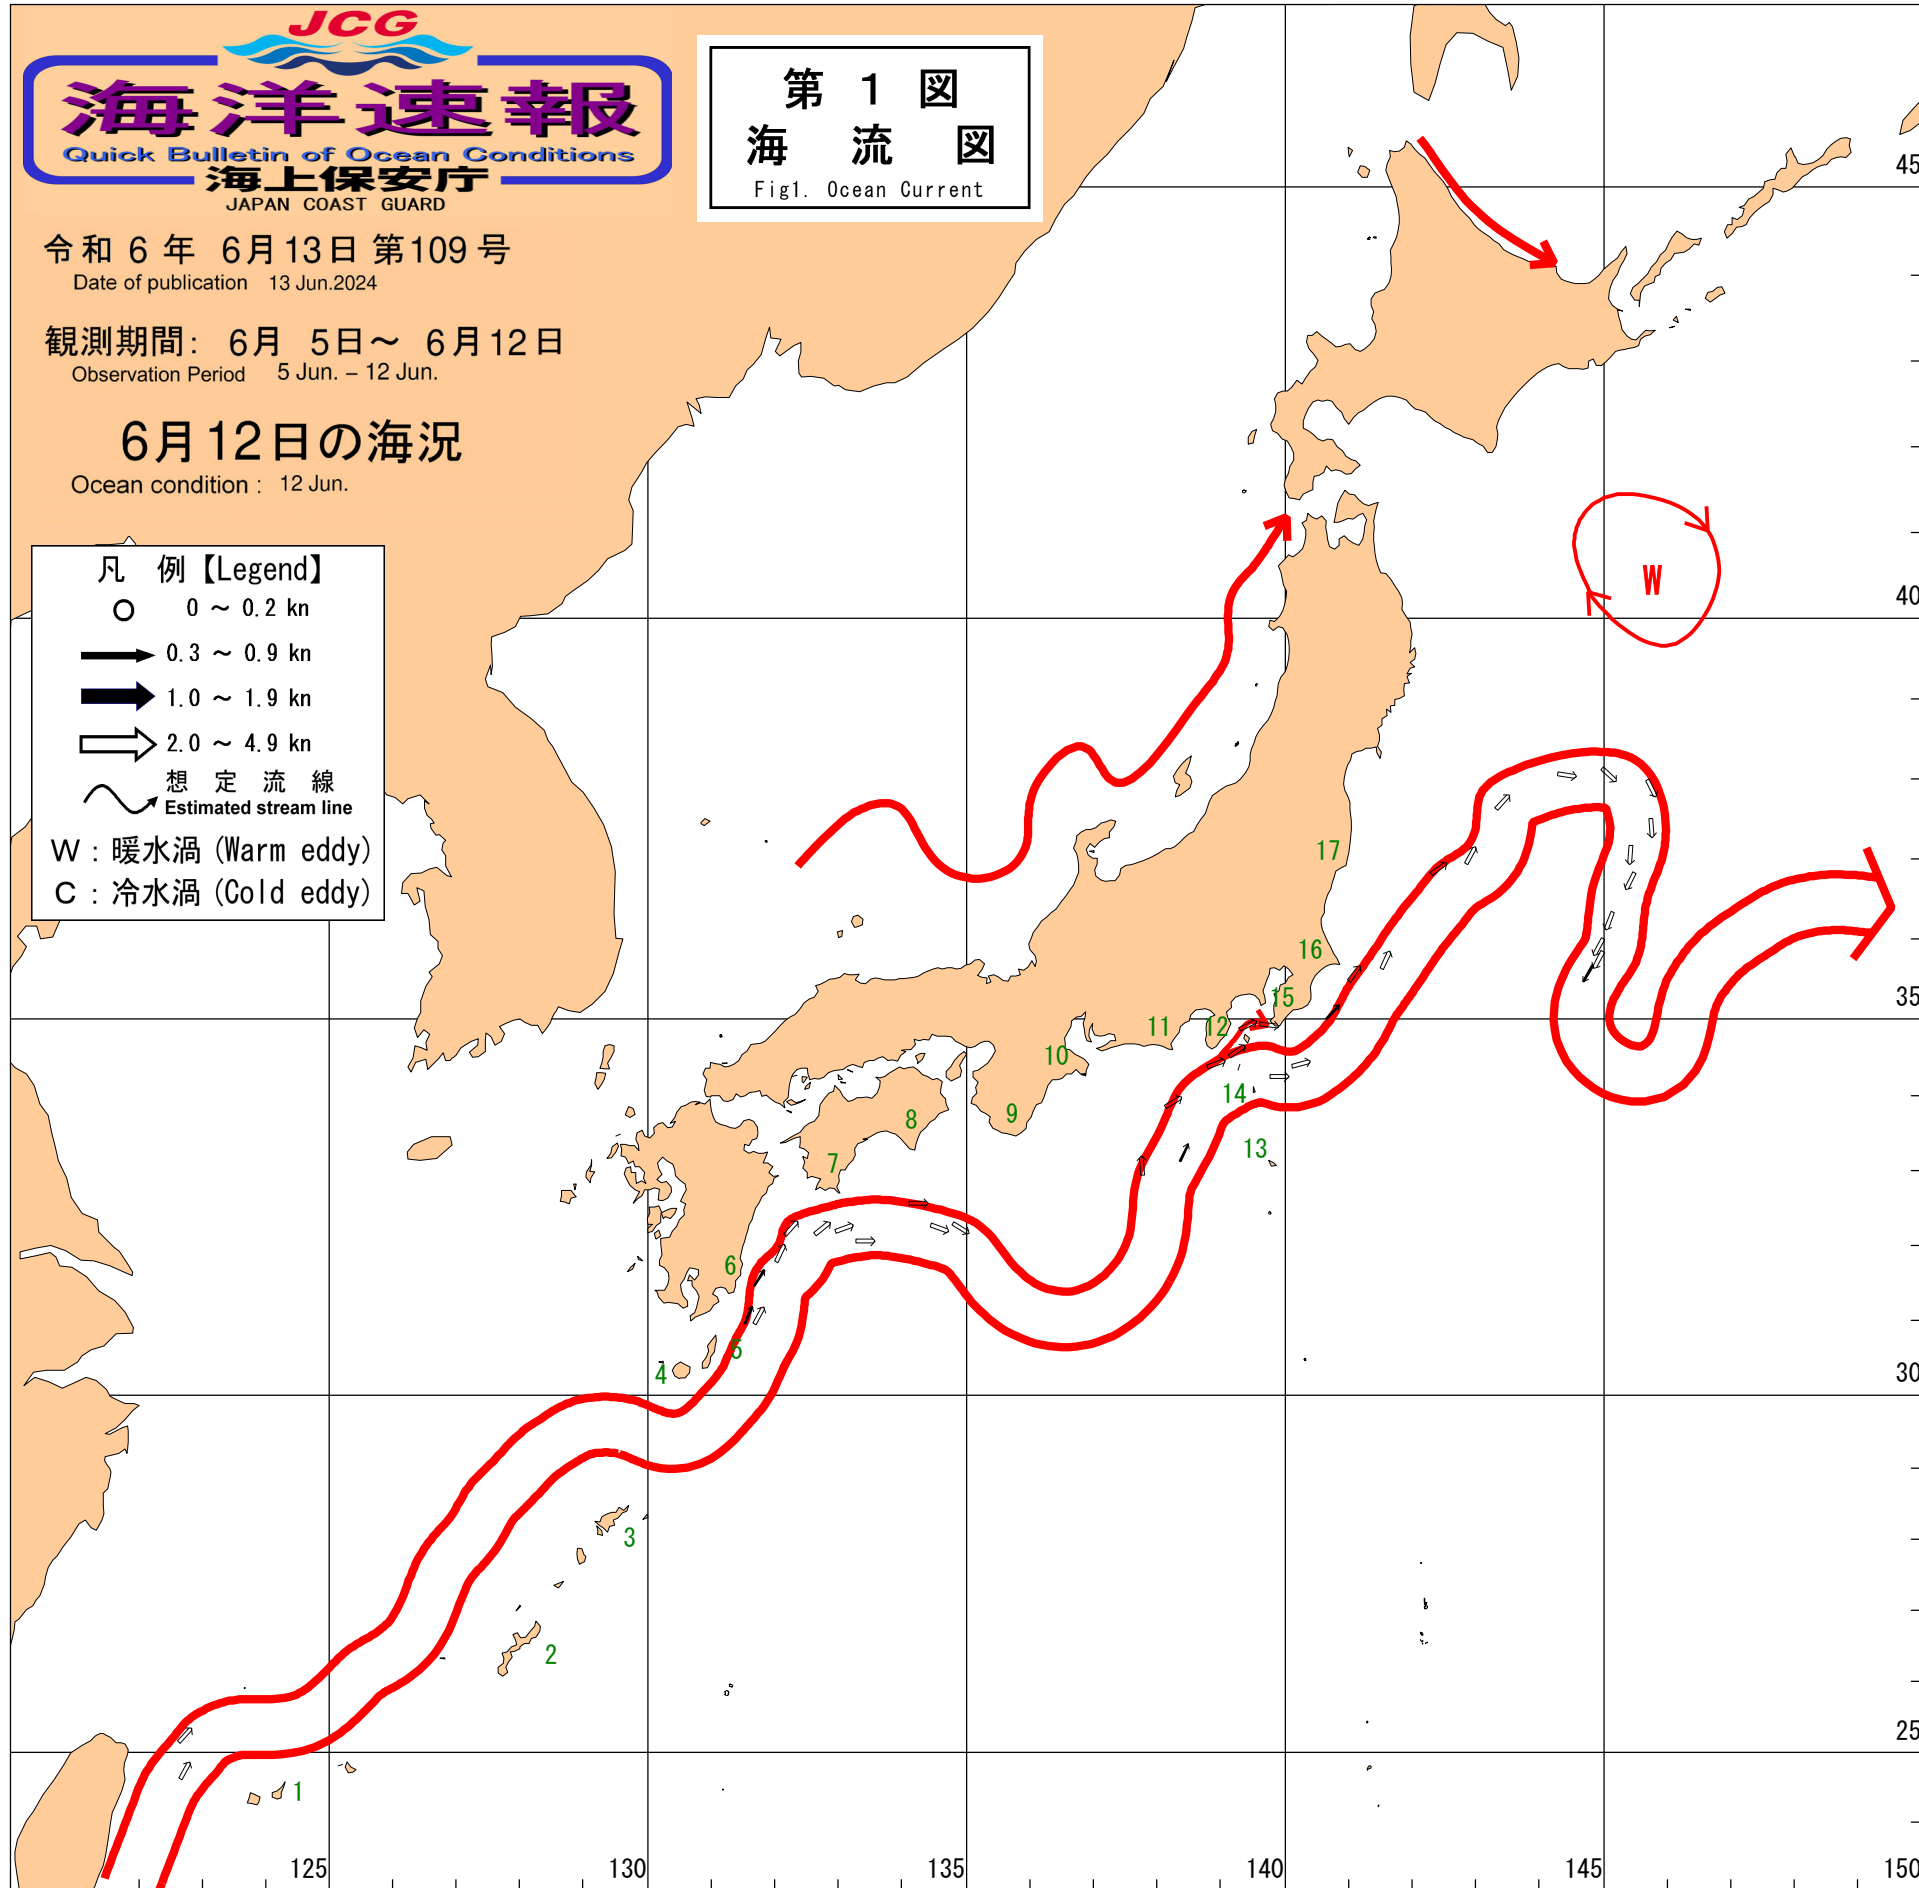 JCG
海洋速報
Quick Bulletin of Ocean Conditions
海上保安庁
JAPAN COAST GUARD
令和 6 年 6月13日 第109号
Date of publication 13 Jun.2024
観測期間: 6月 5日～ 6月12日
Observation Period 5 Jun. – 12 Jun.
6月12日の海況
Ocean condition : 12 Jun.
第 1 図
海 流 図
Fig1. Ocean Current
凡 例【Legend】
0 ～ 0.2 kn
0.3 ～ 0.9 kn
1.0 ～ 1.9 kn
2.0 ～ 4.9 kn
想 定 流 線
Estimated stream line
W : 暖水渦 (Warm eddy)
C : 冷水渦 (Cold eddy)
45
W
40
17
16
15
35
12
11
10
14
9
8
13
7
6
5
4
30
3
2
25
1
125
130
135
140
145
150